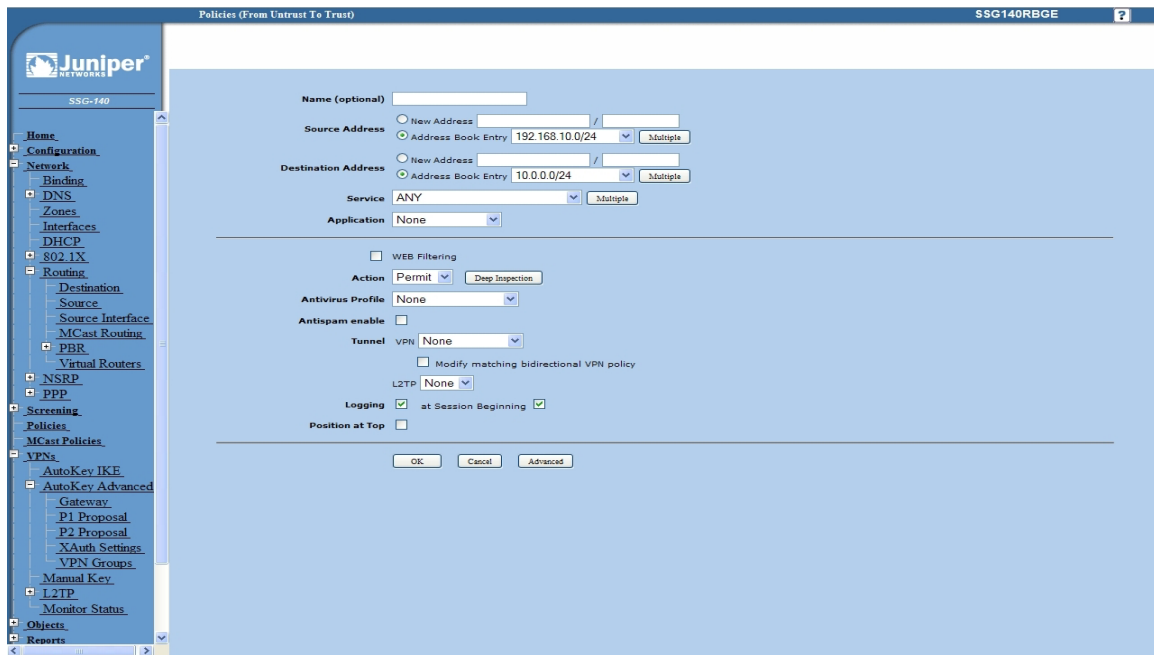 Policies (From Untrust To Trust) SSG140RBGE ?
Juniper®
NETWORKS
SSG-140
Home
Configuration
Network
Binding
DNS
Zones
Interfaces
DHCP
802.1X
Routing
Destination
Source
Source Interface
MCast Routing
PBR
Virtual Routers
NSRP
PPP
Screening
Policies
MCast Policies
VPNs
AutoKey IKE
AutoKey Advanced
Gateway
P1 Proposal
P2 Proposal
XAuth Settings
VPN Groups
Manual Key
L2TP
Monitor Status
Objects
Reports
Name (optional)
Source Address
New Address /
Address Book Entry 192.168.10.0/24 Multiple
Destination Address
New Address /
Address Book Entry 10.0.0.0/24 Multiple
Service ANY Multiple
Application None
WEB Filtering
Action Permit Deep Inspection
Antivirus Profile None
Antispam enable
Tunnel VPN None
Modify matching bidirectional VPN policy
L2TP None
Logging at Session Beginning
Position at Top
OK Cancel Advanced